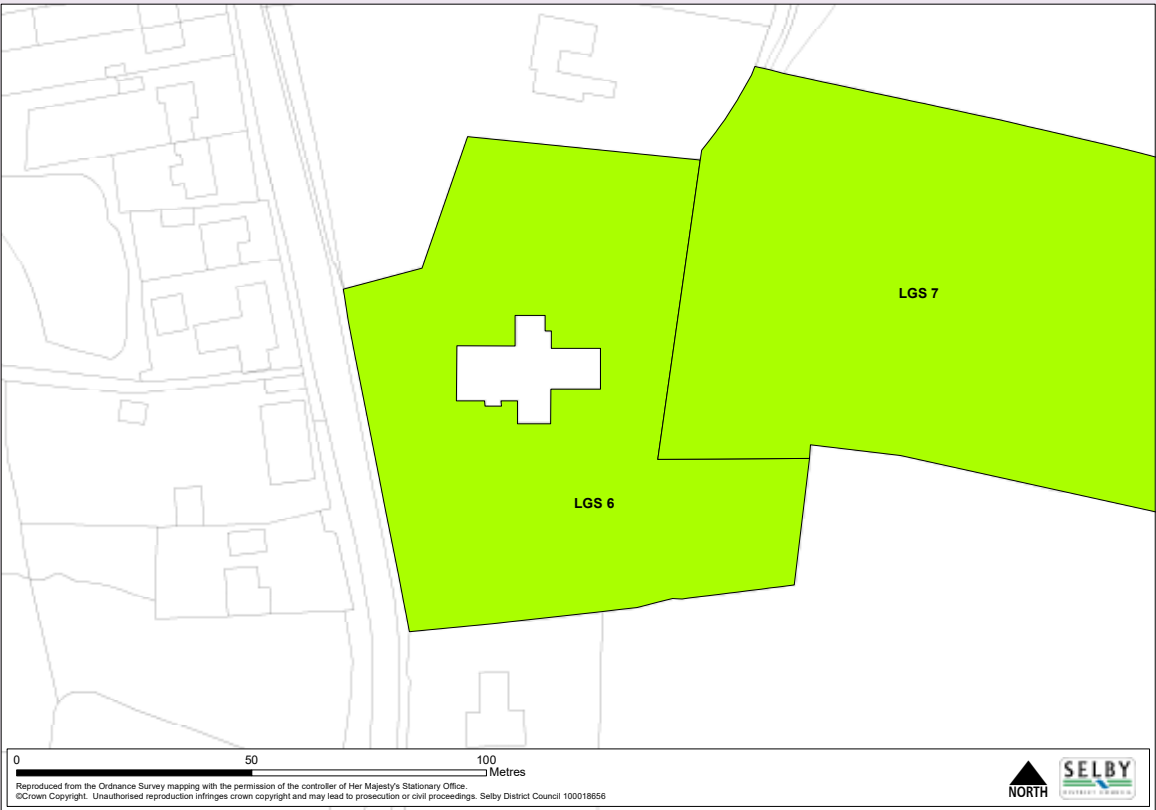 LGS 7
LGS 6
0 50 100
Metres
Reproduced from the Ordnance Survey mapping with the permission of the controller of Her Majesty's Stationary Office.
©Crown Copyright. Unauthorised reproduction infringes crown copyright and may lead to prosecution or civil proceedings. Selby District Council 100018656
NORTH
SELBY
DISTRICT COUNCIL